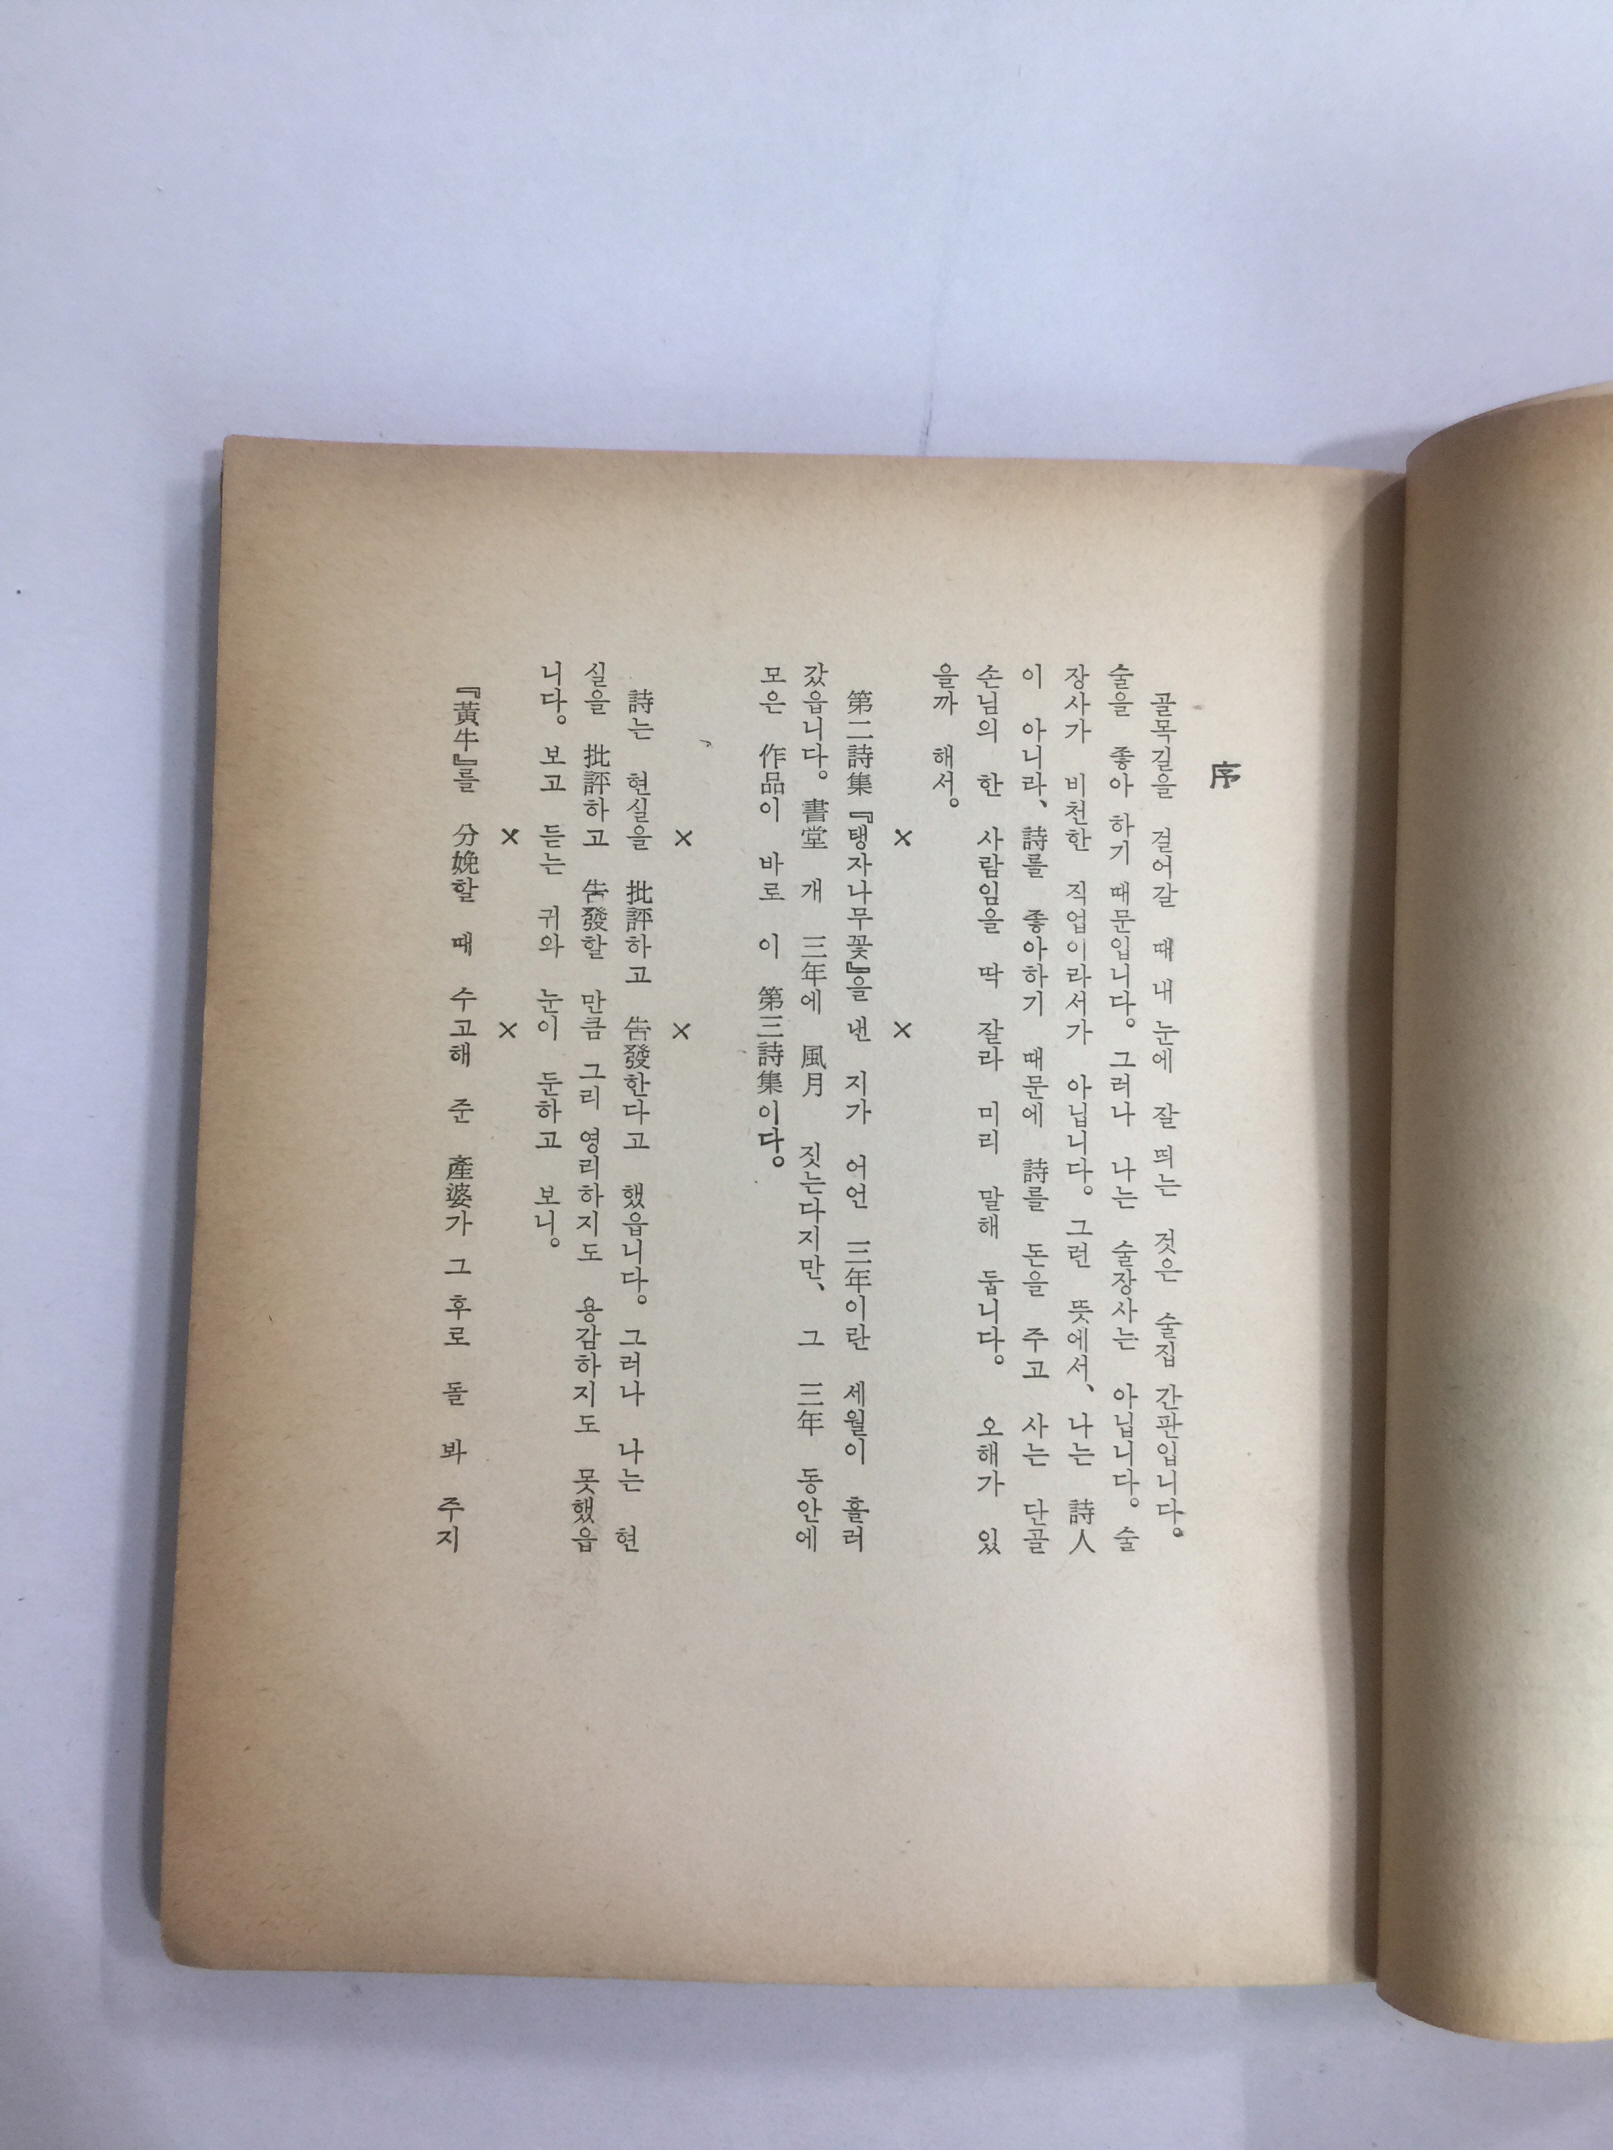 序
골목길을 걸어갈 때 내 눈에 잘 띄는 것은 술집 간판입니다.
술을 좋아 하기 때문입니다. 그러나 나는 술장사는 아닙니다. 술
장사가 비천한 직업이라서가 아닙니다. 그런 뜻에서、 나는 詩人
이 아니라、 詩를 좋아하기 때문에 詩를 돈을 주고 사는 단골
손님의 한 사람임을 딱 잘라 미리 말해 둡니다. 오해가 있
을까 해서.
× ×
第二詩集『탱자나무꽃』을 낸 지가 어언 三年이란 세월이 흘러
갔읍니다. 書堂 개 三年에 風月 짓는다지만、 그 三年 동안에
모은 作品이 바로 이 第三詩集이다.
× ×
詩는 현실을 批評하고 告發한다고 했읍니다. 그러나 나는 현
실을 批評하고 告發할 만큼 그리 영리하지도 용감하지도 못했읍
니다. 보고 듣는 귀와 눈이 둔하고 보니.
× ×
『黃牛』를 分娩할 때 수고해 준 產婆가 그 후로 돌 봐 주지